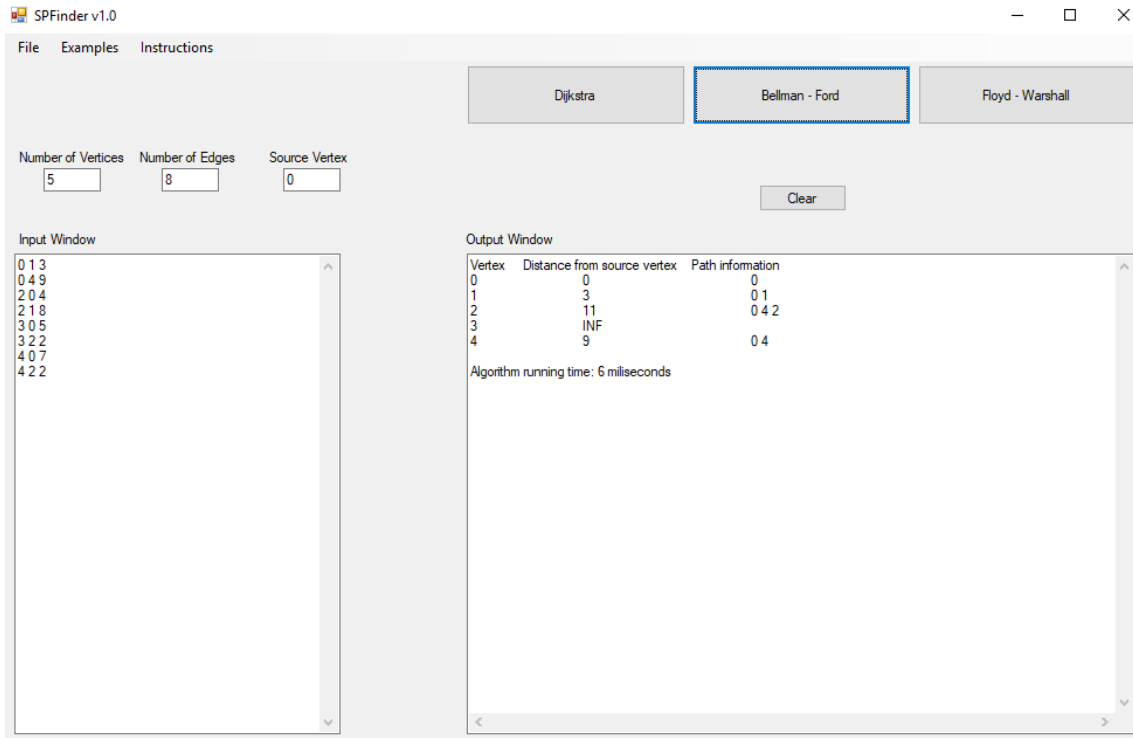 SPFinder v1.0
File Examples Instructions
Dijkstra Bellman - Ford Floyd - Warshall
Number of Vertices Number of Edges Source Vertex
5 8 0
Clear
Input Window
0 1 3
0 4 9
2 0 4
2 1 8
3 0 5
3 2 2
4 0 7
4 2 2
Output Window
Vertex Distance from source vertex Path information
0 0 0
1 3 0 1
2 11 0 4 2
3 INF
4 9 0 4
Algorithm running time: 6 miliseconds